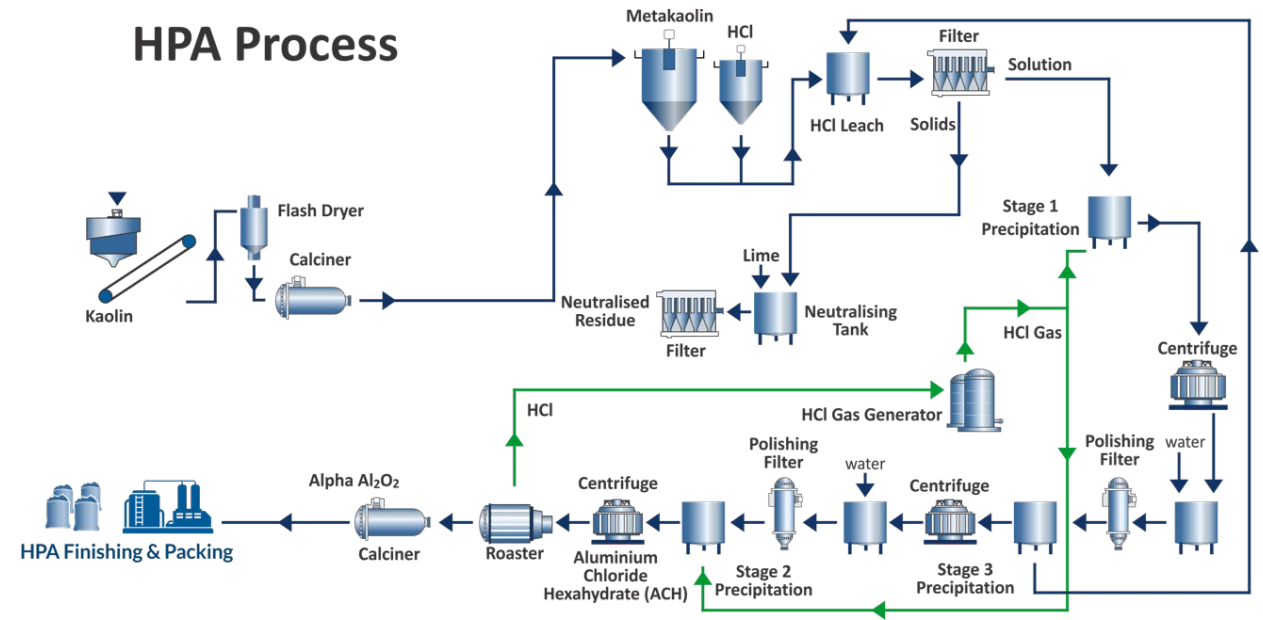 HPA Process
Metakaolin
HCl
Filter
Solution
HCl Leach
Solids
Flash Dryer
Calciner
Kaolin
Stage 1
Precipitation
Lime
Neutralised
Residue
Neutralising
Tank
Filter
HCl Gas
Centrifuge
HCl
HCl Gas Generator
Polishing
Filter
water
Polishing
Filter
water
Alpha Al₂O₂
Centrifuge
Centrifuge
HPA Finishing & Packing
Calciner
Roaster
Aluminium
Chloride
Hexahydrate (ACH)
Stage 2
Precipitation
Stage 3
Precipitation